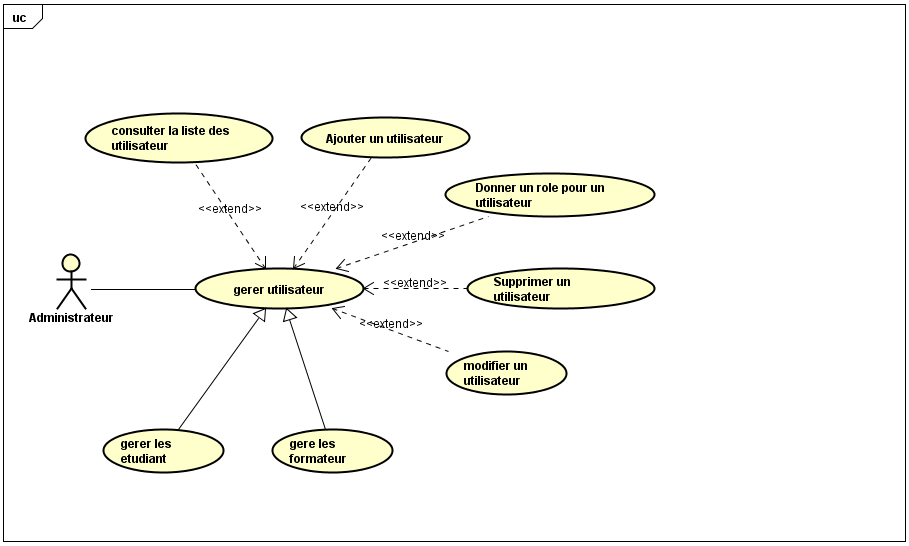 uc
consulter la liste des
utilisateur
Ajouter un utilisateur
Donner un role pour un
utilisateur
<<extend>>
<<extend>>
<<extend>>
gerer utilisateur
<<extend>>
Supprimer un
utilisateur
Administrateur
<<extend>>
modifier un
utilisateur
gerer les
etudiant
gere les
formateur